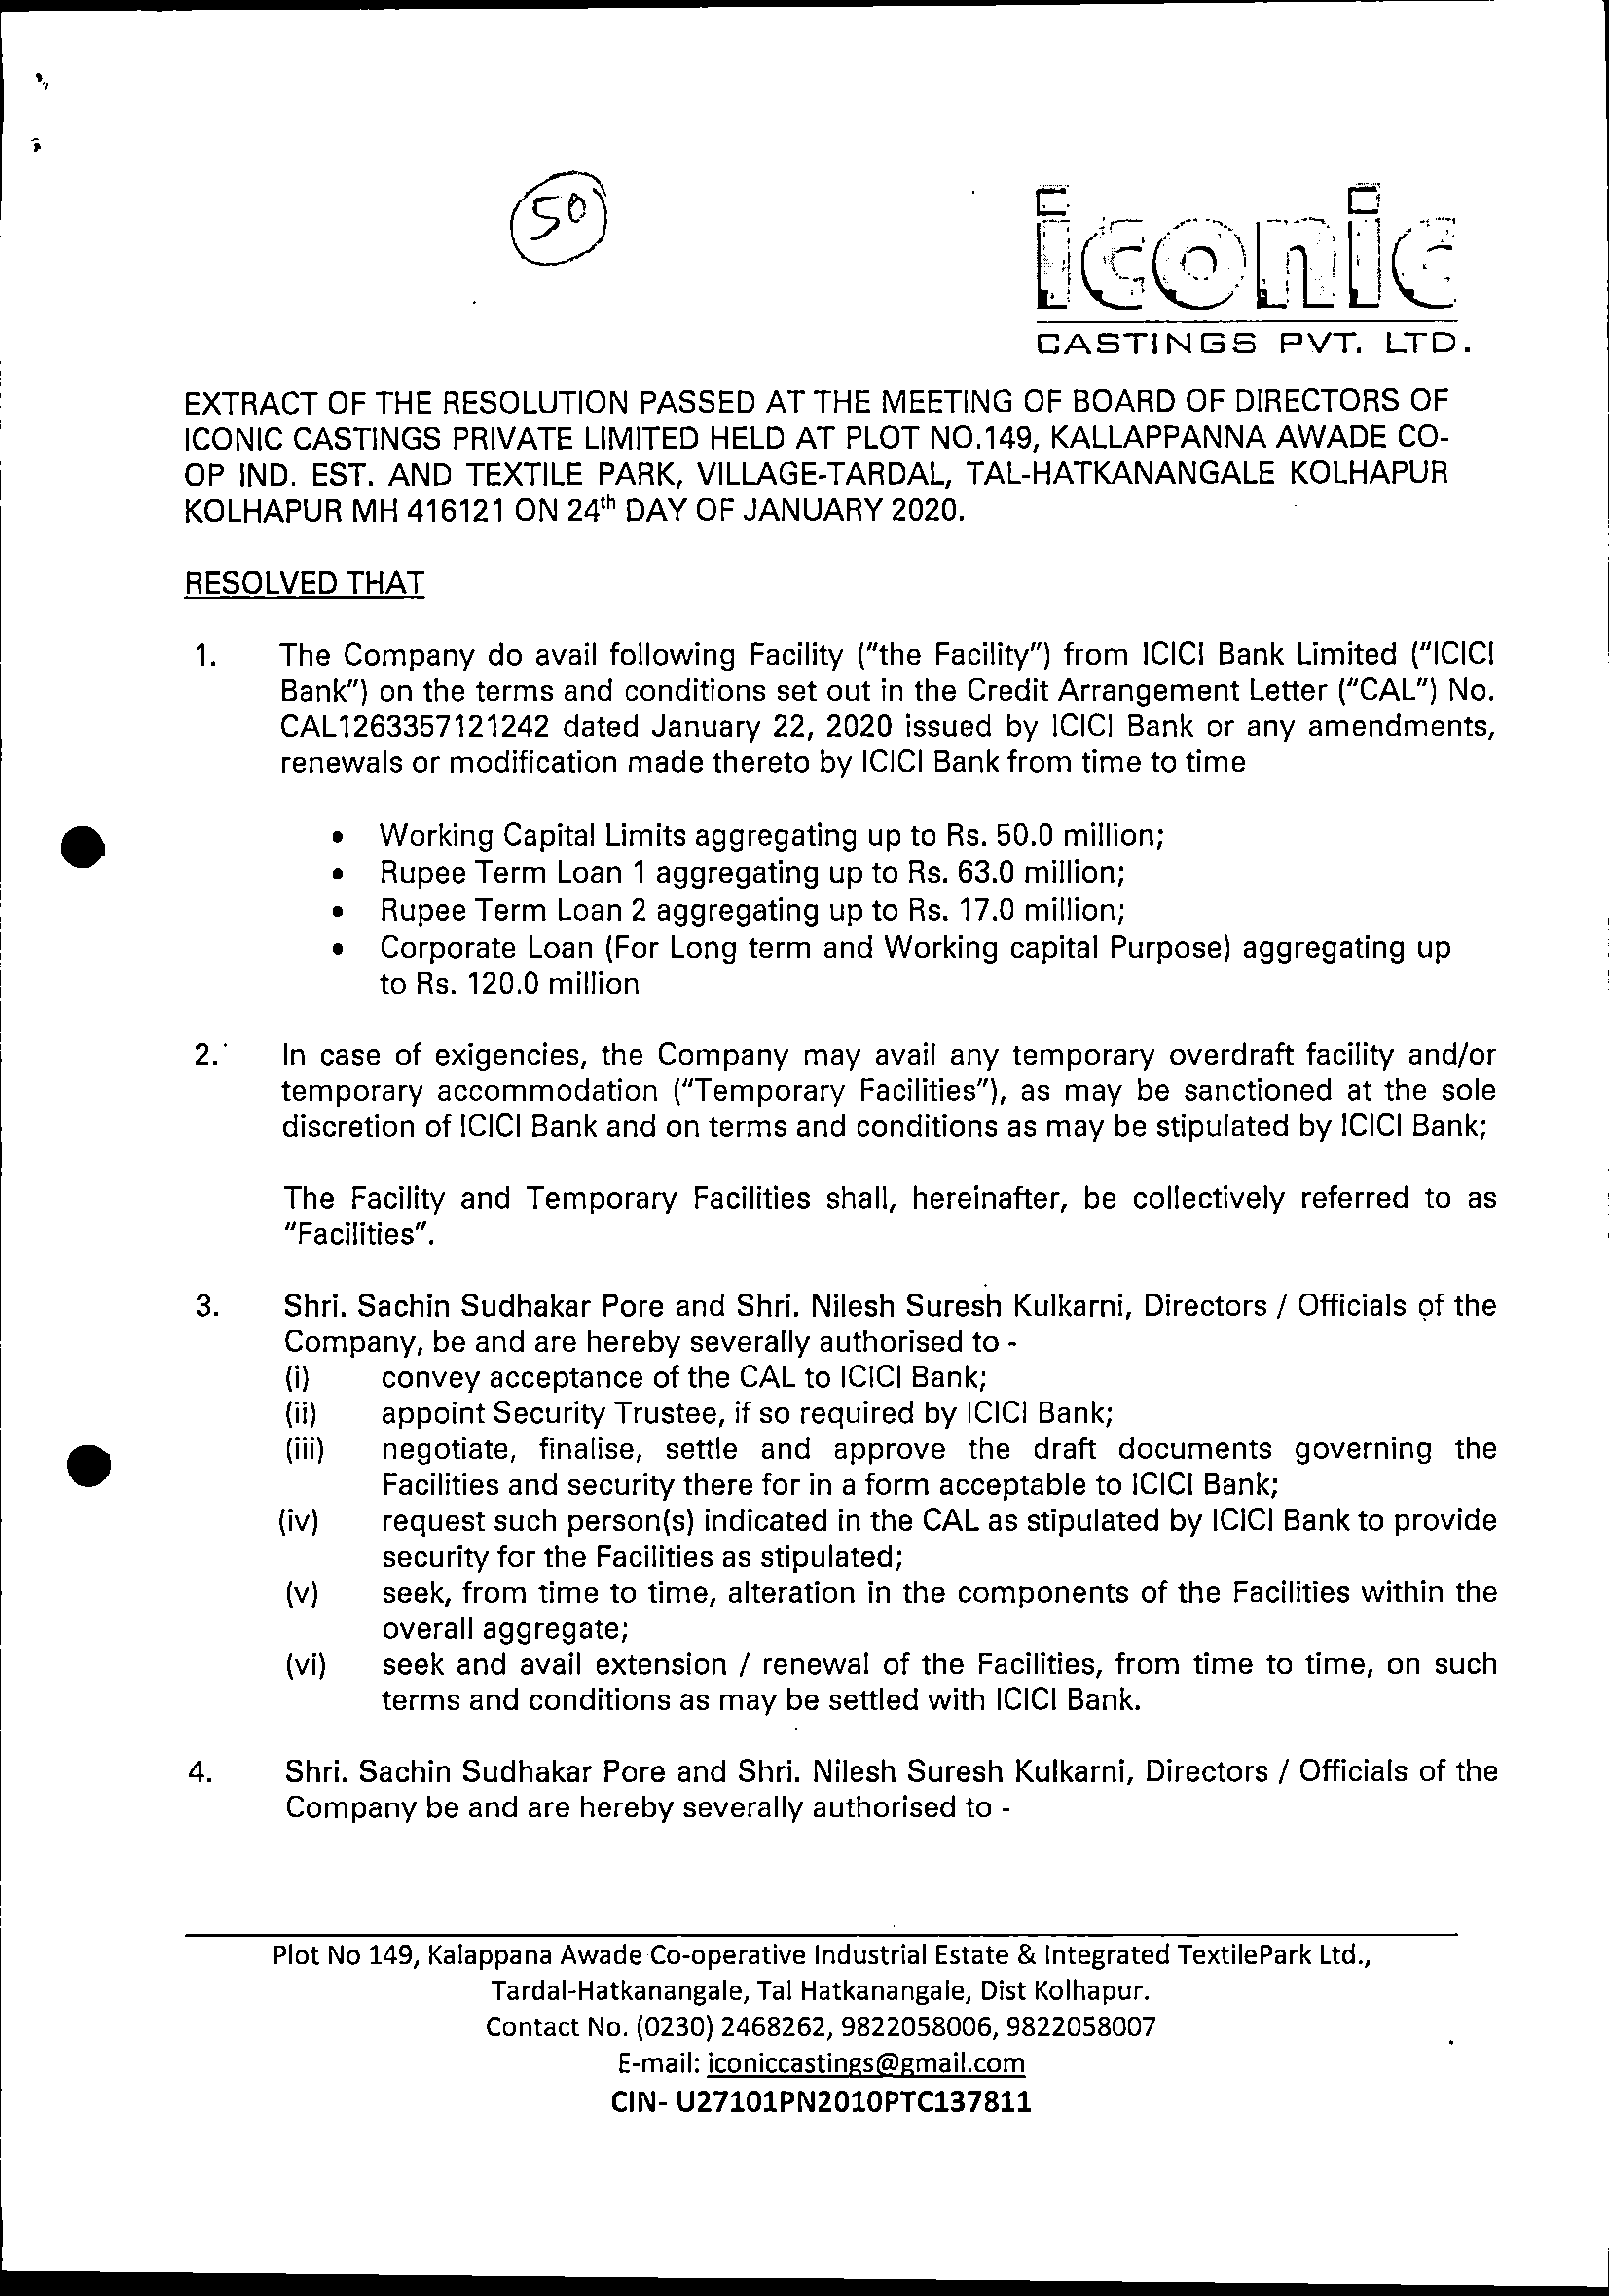 50
iconic
CASTINGS PVT. LTD.
EXTRACT OF THE RESOLUTION PASSED AT THE MEETING OF BOARD OF DIRECTORS OF
ICONIC CASTINGS PRIVATE LIMITED HELD AT PLOT NO.149, KALLAPPANNA AWADE CO-
OP IND. EST. AND TEXTILE PARK, VILLAGE-TARDAL, TAL-HATKANANGALE KOLHAPUR
KOLHAPUR MH 416121 ON 24th DAY OF JANUARY 2020.
RESOLVED THAT
1. The Company do avail following Facility ("the Facility") from ICICI Bank Limited ("ICICI
Bank") on the terms and conditions set out in the Credit Arrangement Letter ("CAL") No.
CAL1263357121242 dated January 22, 2020 issued by ICICI Bank or any amendments,
renewals or modification made thereto by ICICI Bank from time to time
• Working Capital Limits aggregating up to Rs. 50.0 million;
• Rupee Term Loan 1 aggregating up to Rs. 63.0 million;
• Rupee Term Loan 2 aggregating up to Rs. 17.0 million;
• Corporate Loan (For Long term and Working capital Purpose) aggregating up
to Rs. 120.0 million
2. In case of exigencies, the Company may avail any temporary overdraft facility and/or
temporary accommodation ("Temporary Facilities"), as may be sanctioned at the sole
discretion of ICICI Bank and on terms and conditions as may be stipulated by ICICI Bank;
The Facility and Temporary Facilities shall, hereinafter, be collectively referred to as
"Facilities".
3. Shri. Sachin Sudhakar Pore and Shri. Nilesh Suresh Kulkarni, Directors / Officials of the
Company, be and are hereby severally authorised to -
(i) convey acceptance of the CAL to ICICI Bank;
(ii) appoint Security Trustee, if so required by ICICI Bank;
(iii) negotiate, finalise, settle and approve the draft documents governing the
Facilities and security there for in a form acceptable to ICICI Bank;
(iv) request such person(s) indicated in the CAL as stipulated by ICICI Bank to provide
security for the Facilities as stipulated;
(v) seek, from time to time, alteration in the components of the Facilities within the
overall aggregate;
(vi) seek and avail extension / renewal of the Facilities, from time to time, on such
terms and conditions as may be settled with ICICI Bank.
4. Shri. Sachin Sudhakar Pore and Shri. Nilesh Suresh Kulkarni, Directors / Officials of the
Company be and are hereby severally authorised to -
Plot No 149, Kalappana Awade Co-operative Industrial Estate & Integrated TextilePark Ltd.,
Tardal-Hatkanangale, Tal Hatkanangale, Dist Kolhapur.
Contact No. (0230) 2468262, 9822058006, 9822058007
E-mail: iconiccastings@gmail.com
CIN- U27101PN2010PTC137811